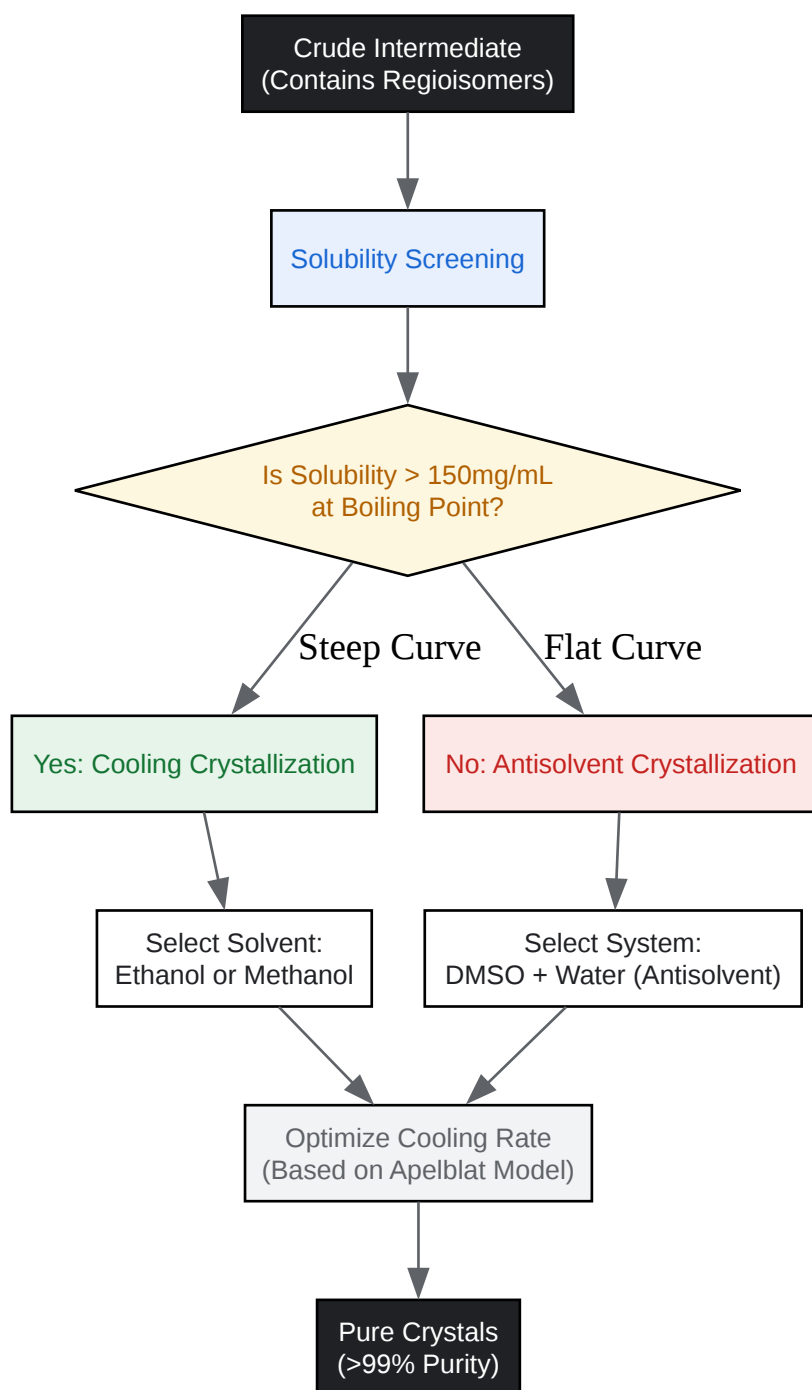 Crude Intermediate
(Contains Regioisomers)
Solubility Screening
Is Solubility > 150mg/mL
at Boiling Point?
Steep Curve
Flat Curve
Yes: Cooling Crystallization
No: Antisolvent Crystallization
Select Solvent:
Ethanol or Methanol
Select System:
DMSO + Water (Antisolvent)
Optimize Cooling Rate
(Based on Apelblat Model)
Pure Crystals
(>99% Purity)